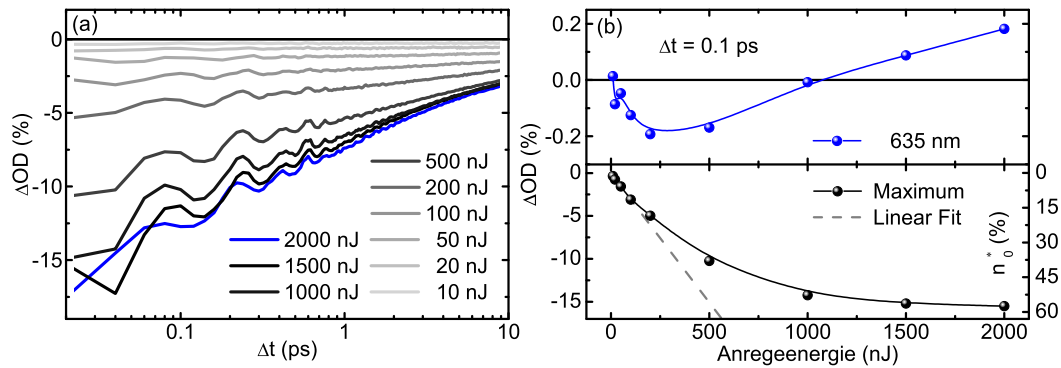 (a)
0
-5
-10
-15
ΔOD (%)
0.1
1
10
Δt (ps)
500 nJ
200 nJ
100 nJ
2000 nJ
50 nJ
1500 nJ
20 nJ
1000 nJ
10 nJ
(b)
Δt = 0.1 ps
0.2
0.0
-0.2
635 nm
ΔOD (%)
0
-5
-10
-15
Maximum
Linear Fit
0
15
30
45
60
n*0 (%)
0
500
1000
1500
2000
Anregeenergie (nJ)